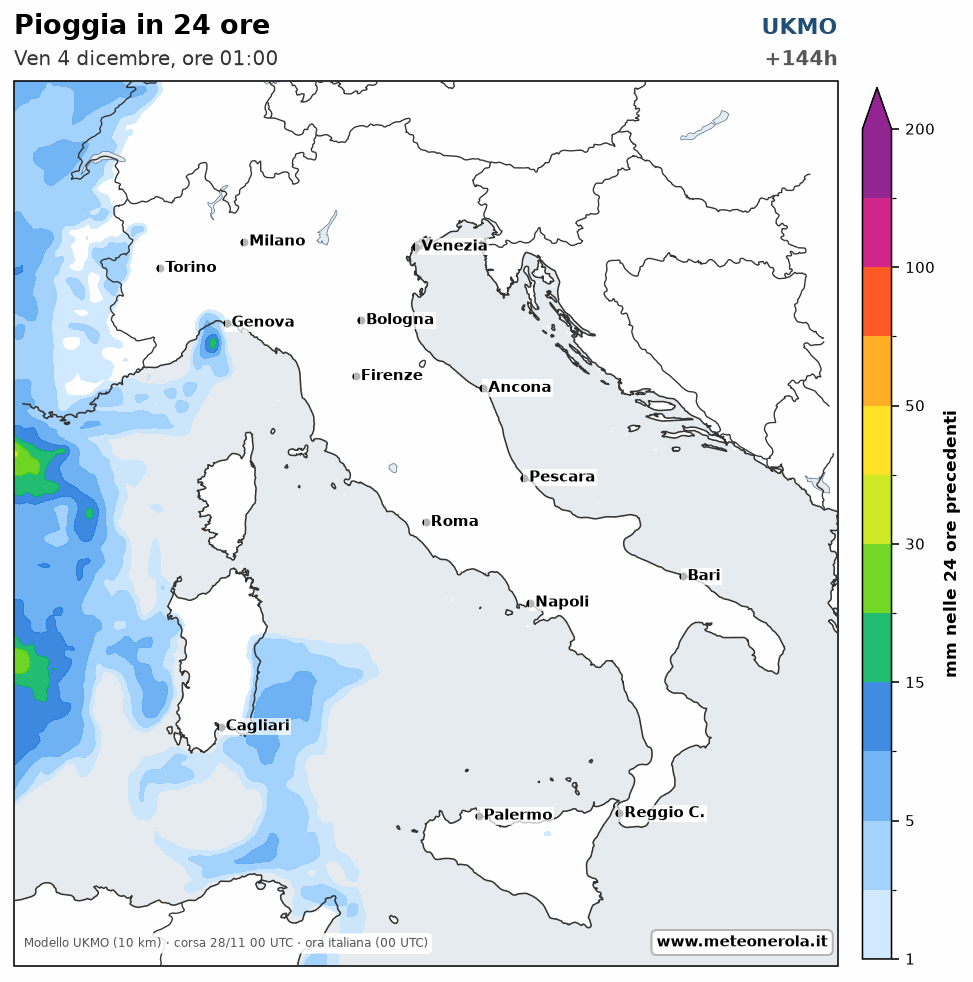 Pioggia in 24 ore
UKMO
Ven 4 dicembre, ore 01:00
+144h
200
100
50
30
15
5
1
mm nelle 24 ore precedenti
Milano
Venezia
Torino
Genova
Bologna
Firenze
Ancona
Pescara
Roma
Bari
Napoli
Cagliari
Palermo
Reggio C.
Modello UKMO (10 km) · corsa 28/11 00 UTC · ora italiana (00 UTC)
www.meteonerola.it